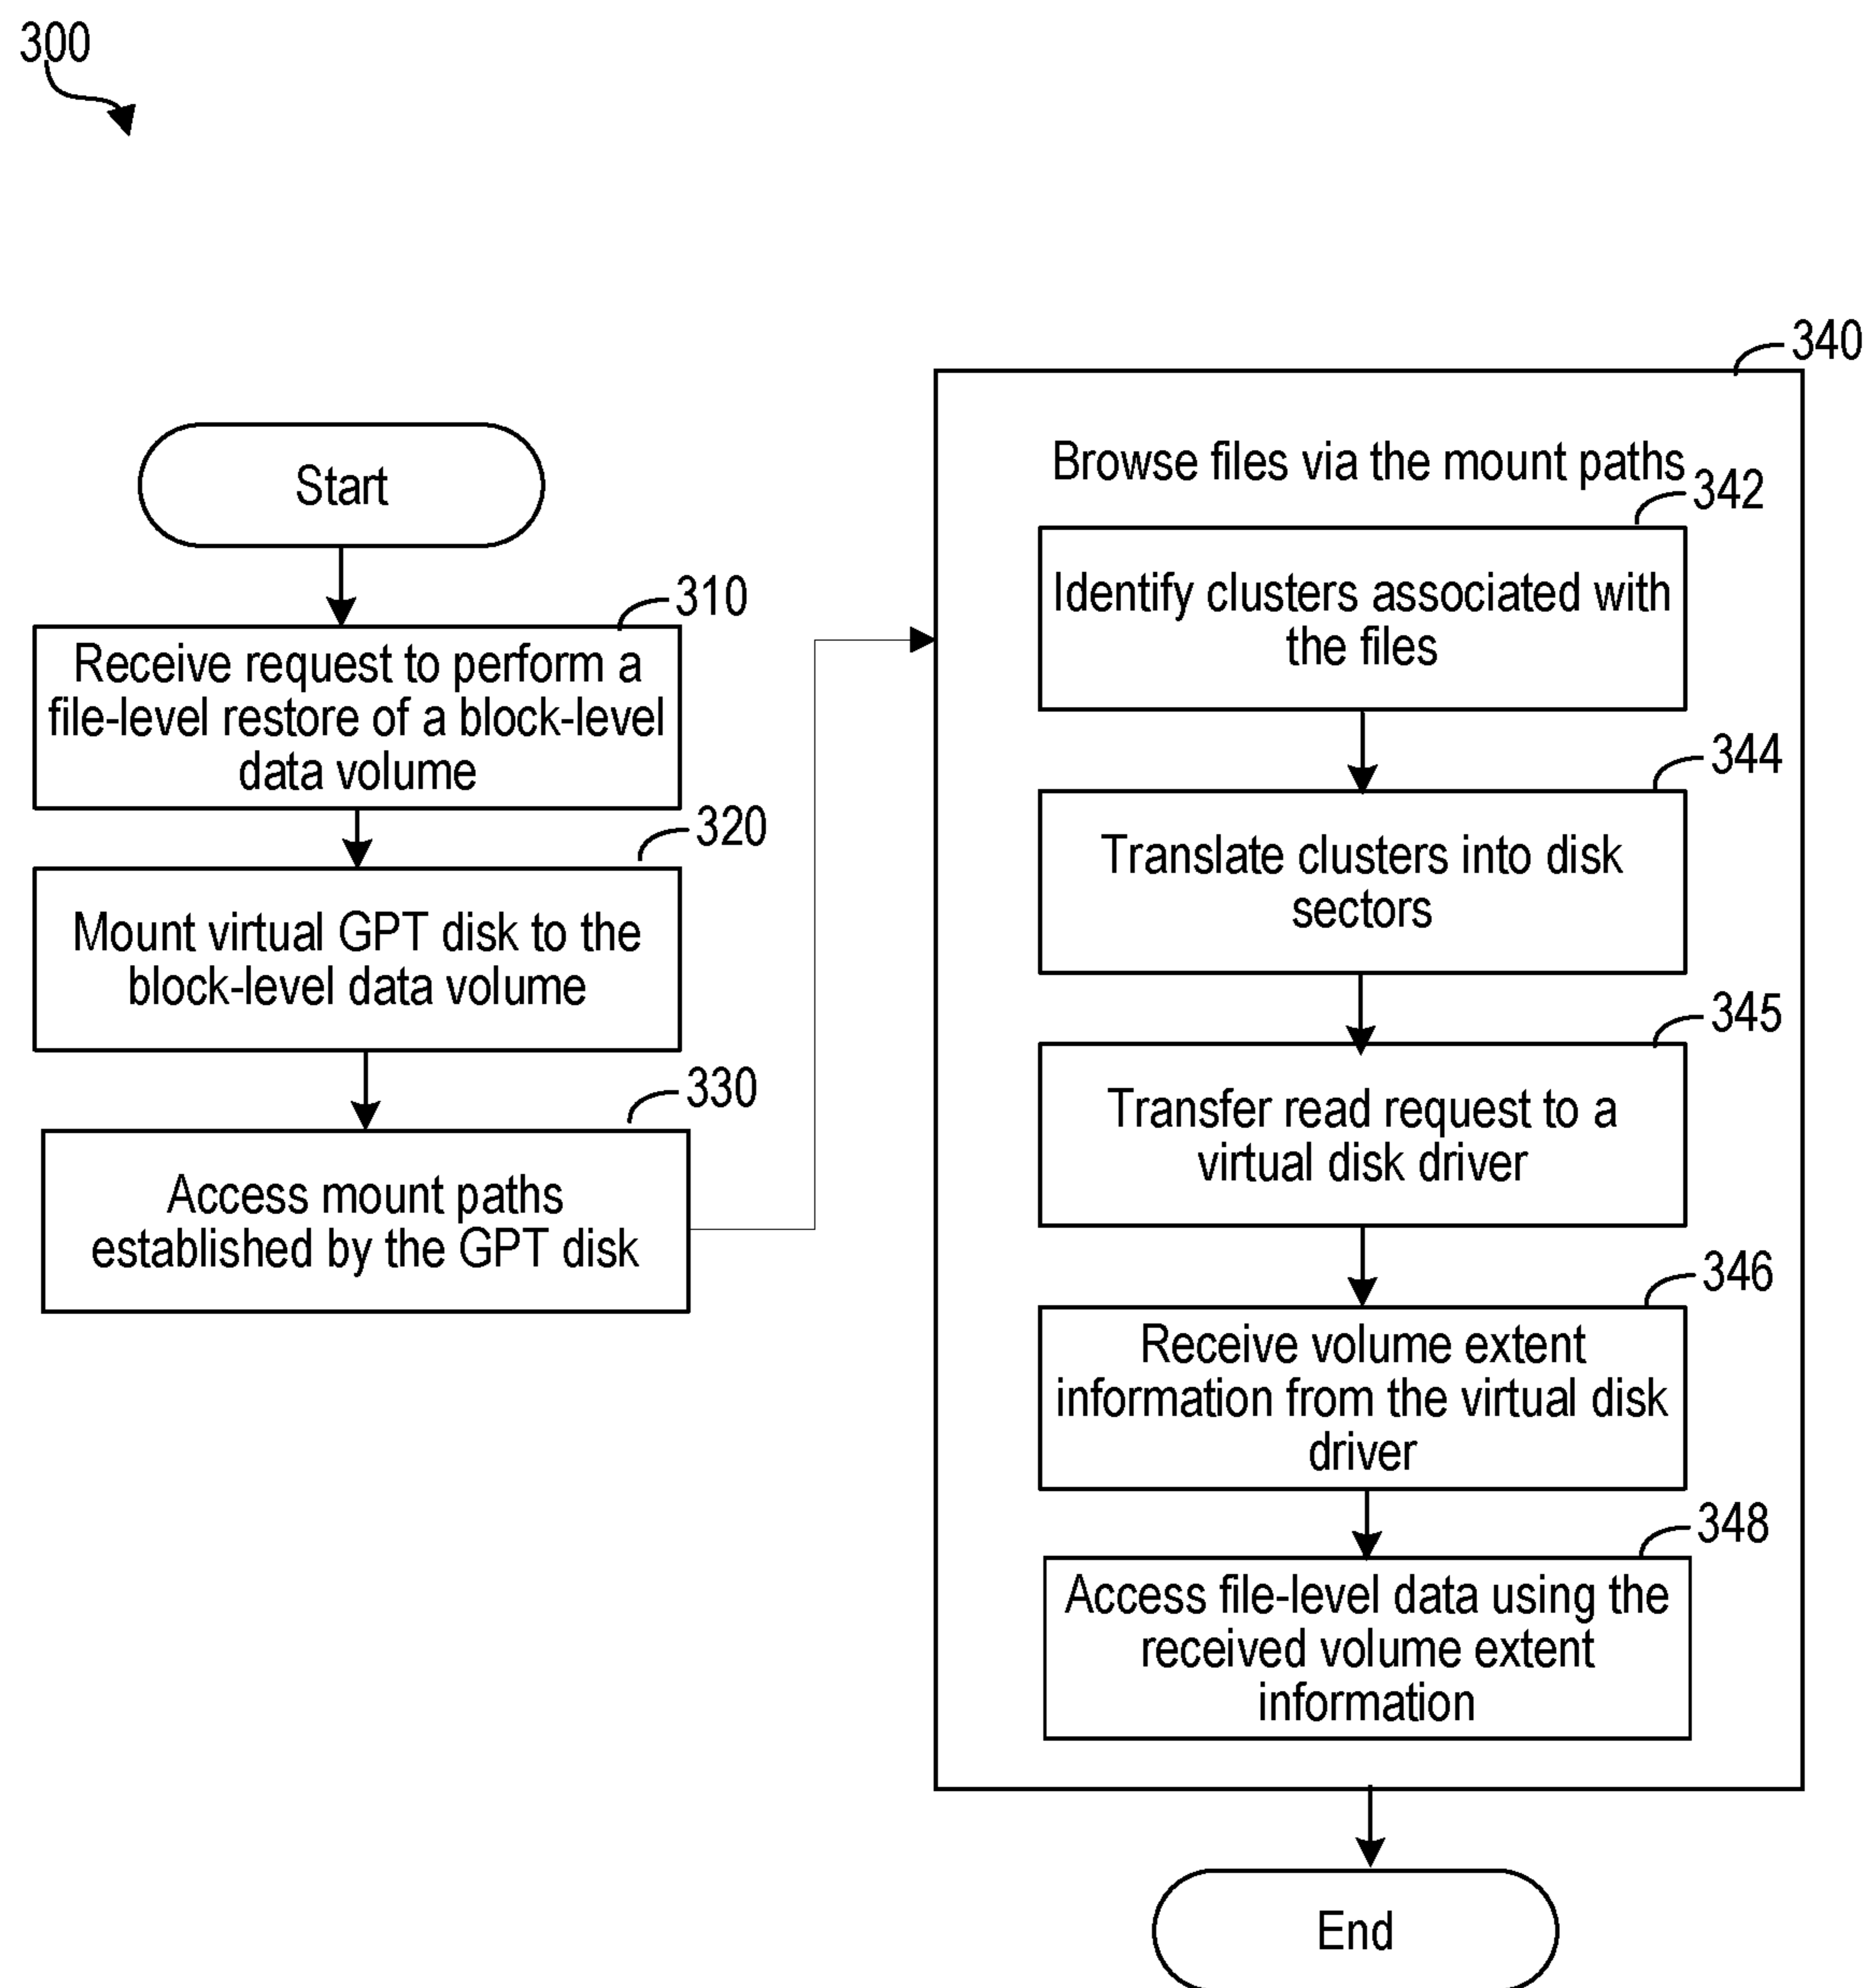 300
Start
310
Receive request to perform a
file-level restore of a block-level
data volume
320
Mount virtual GPT disk to the
block-level data volume
330
Access mount paths
established by the GPT disk
340
Browse files via the mount paths
342
Identify clusters associated with
the files
344
Translate clusters into disk
sectors
345
Transfer read request to a
virtual disk driver
346
Receive volume extent
information from the virtual disk
driver
348
Access file-level data using the
received volume extent
information
End